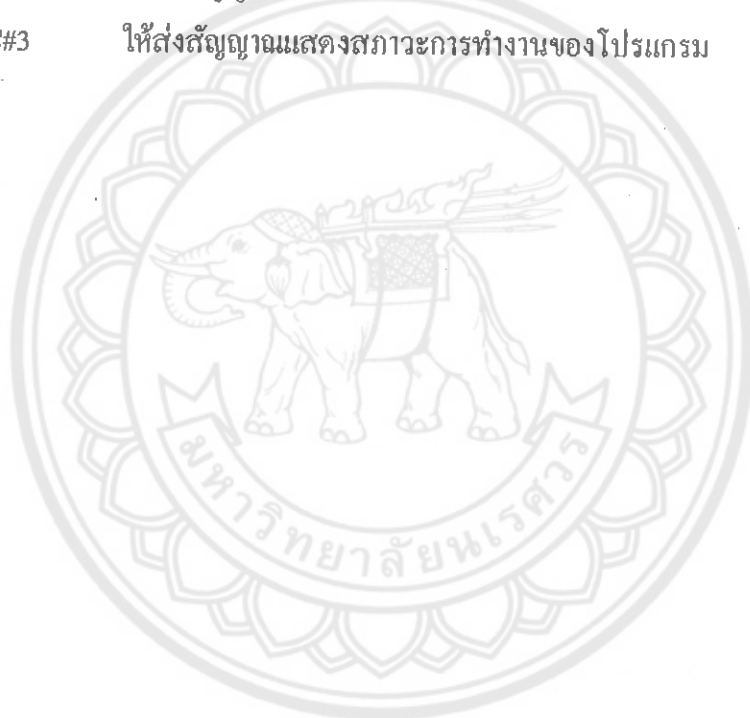 #3 ให้ส่งสัญญาณแสดงสภาวะการทำงานของโปรแกรม
มหาวิทยาลัยนเรศวร